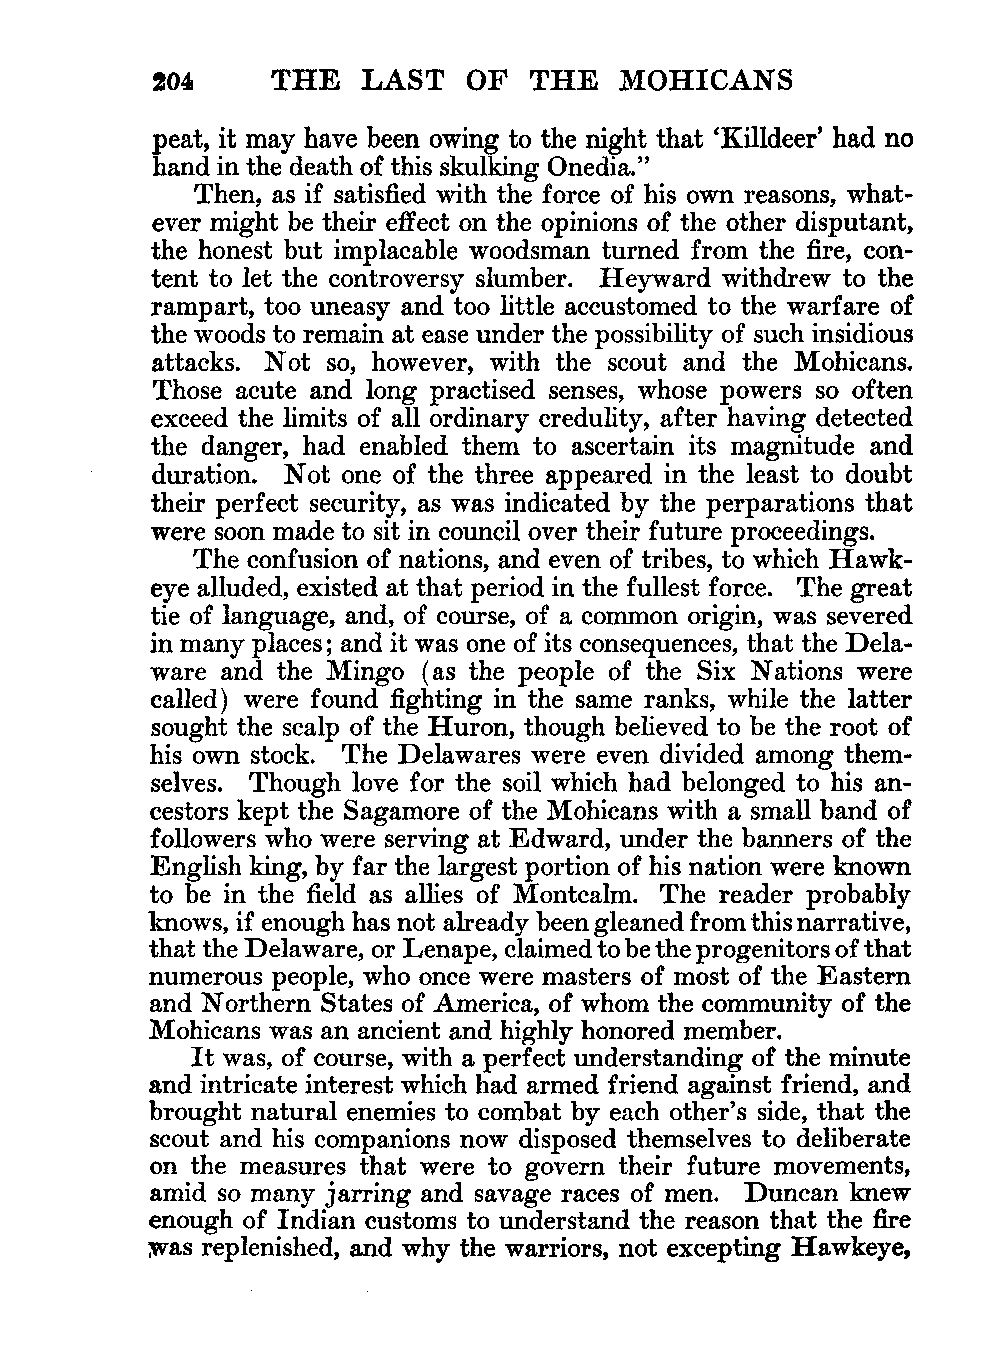 204 THE LAST OF THE MOHICANS
peat, it may have been owing to the night that ‘Killdeer’ had no
hand in the death of this skulking Onedia.”
Then, as if satisfied with the force of his own reasons, what-
ever might be their effect on the opinions of the other disputant,
the honest but implacable woodsman turned from the fire, con-
tent to let the controversy slumber. Heyward withdrew to the
rampart, too uneasy and too little accustomed to the warfare of
the woods to remain at ease under the possibility of such insidious
attacks. Not so, however, with the scout and the Mohicans.
Those acute and long practised senses, whose powers so often
exceed the limits of all ordinary credulity, after having detected
the danger, had enabled them to ascertain its magnitude and
duration. Not one of the three appeared in the least to doubt
their perfect security, as was indicated by the perparations that
were soon made to sit in council over their future proceedings.
The confusion of nations, and even of tribes, to which Hawk-
eye alluded, existed at that period in the fullest force. The great
tie of language, and, of course, of a common origin, was severed
in many places; and it was one of its consequences, that the Dela-
ware and the Mingo (as the people of the Six Nations were
called) were found fighting in the same ranks, while the latter
sought the scalp of the Huron, though believed to be the root of
his own stock. The Delawares were even divided among them-
selves. Though love for the soil which had belonged to his an-
cestors kept the Sagamore of the Mohicans with a small band of
followers who were serving at Edward, under the banners of the
English king, by far the largest portion of his nation were known
to be in the field as allies of Montcalm. The reader probably
knows, if enough has not already been gleaned from this narrative,
that the Delaware, or Lenape, claimed to be the progenitors of that
numerous people, who once were masters of most of the Eastern
and Northern States of America, of whom the community of the
Mohicans was an ancient and highly honored member.
It was, of course, with a perfect understanding of the minute
and intricate interest which had armed friend against friend, and
brought natural enemies to combat by each other’s side, that the
scout and his companions now disposed themselves to deliberate
on the measures that were to govern their future movements,
amid so many jarring and savage races of men. Duncan knew
enough of Indian customs to understand the reason that the fire
was replenished, and why the warriors, not excepting Hawkeye,